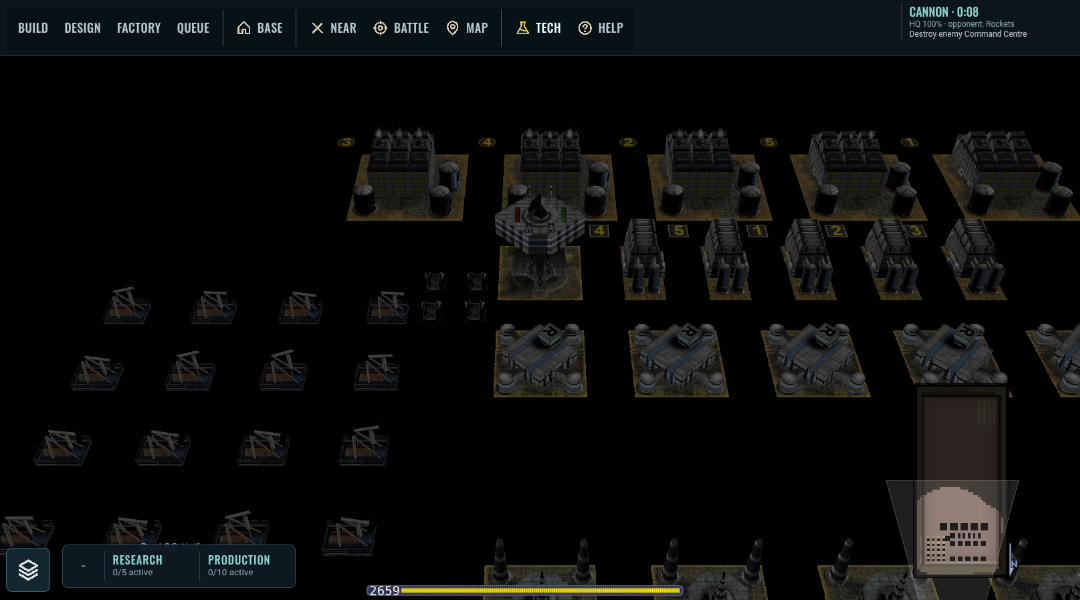 BUILD DESIGN FACTORY QUEUE BASE NEAR BATTLE MAP TECH HELP
CANNON · 0:08
HQ 100% · opponent: Rockets
Destroy enemy Command Centre
3 4 2 5 1
4 5 1 2 3
R R R R
- RESEARCH PRODUCTION
0/5 active 0/10 active
2659
N